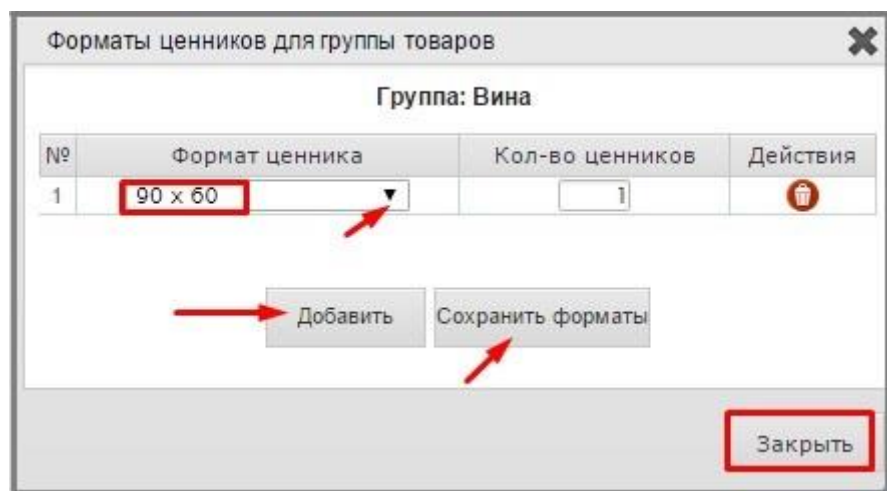 Форматы ценников для группы товаров
Группа: Вина
№ Формат ценника Кол-во ценников Действия
1 90 x 60 1
Добавить Сохранить форматы
Закрыть